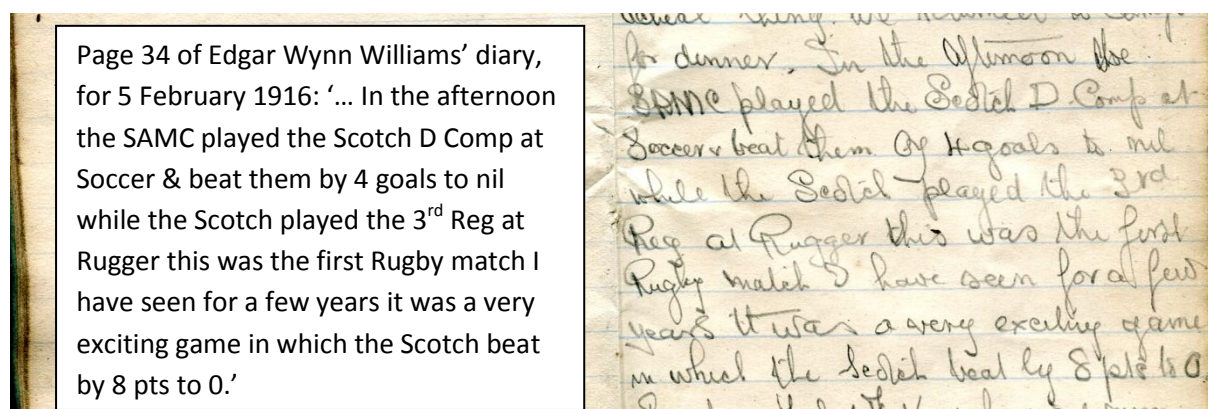 Page 34 of Edgar Wynn Williams’ diary,
for 5 February 1916: ‘… In the afternoon
the SAMC played the Scotch D Comp at
Soccer & beat them by 4 goals to nil
while the Scotch played the 3rd Reg at
Rugger this was the first Rugby match I
have seen for a few years it was a very
exciting game in which the Scotch beat
by 8 pts to 0.’
thing. We returned to Camp
for dinner. In the Afternoon the
SAMC played the Scotch D Comp at
Soccer & beat them by 4 goals to nil
while the Scotch played the 3rd
Reg at Rugger this was the first
Rugby match I have seen for a few
years it was a very exciting game
in which the Scotch beat by 8 pts to 0